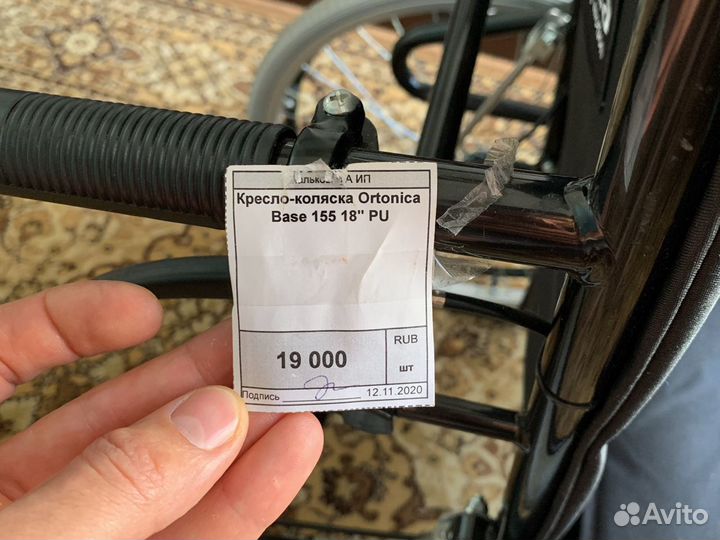 А ИП
Кресло-коляска Ortonica
Base 155 18" PU
19 000
RUB
шт
Подпись
12.11.2020
Avito